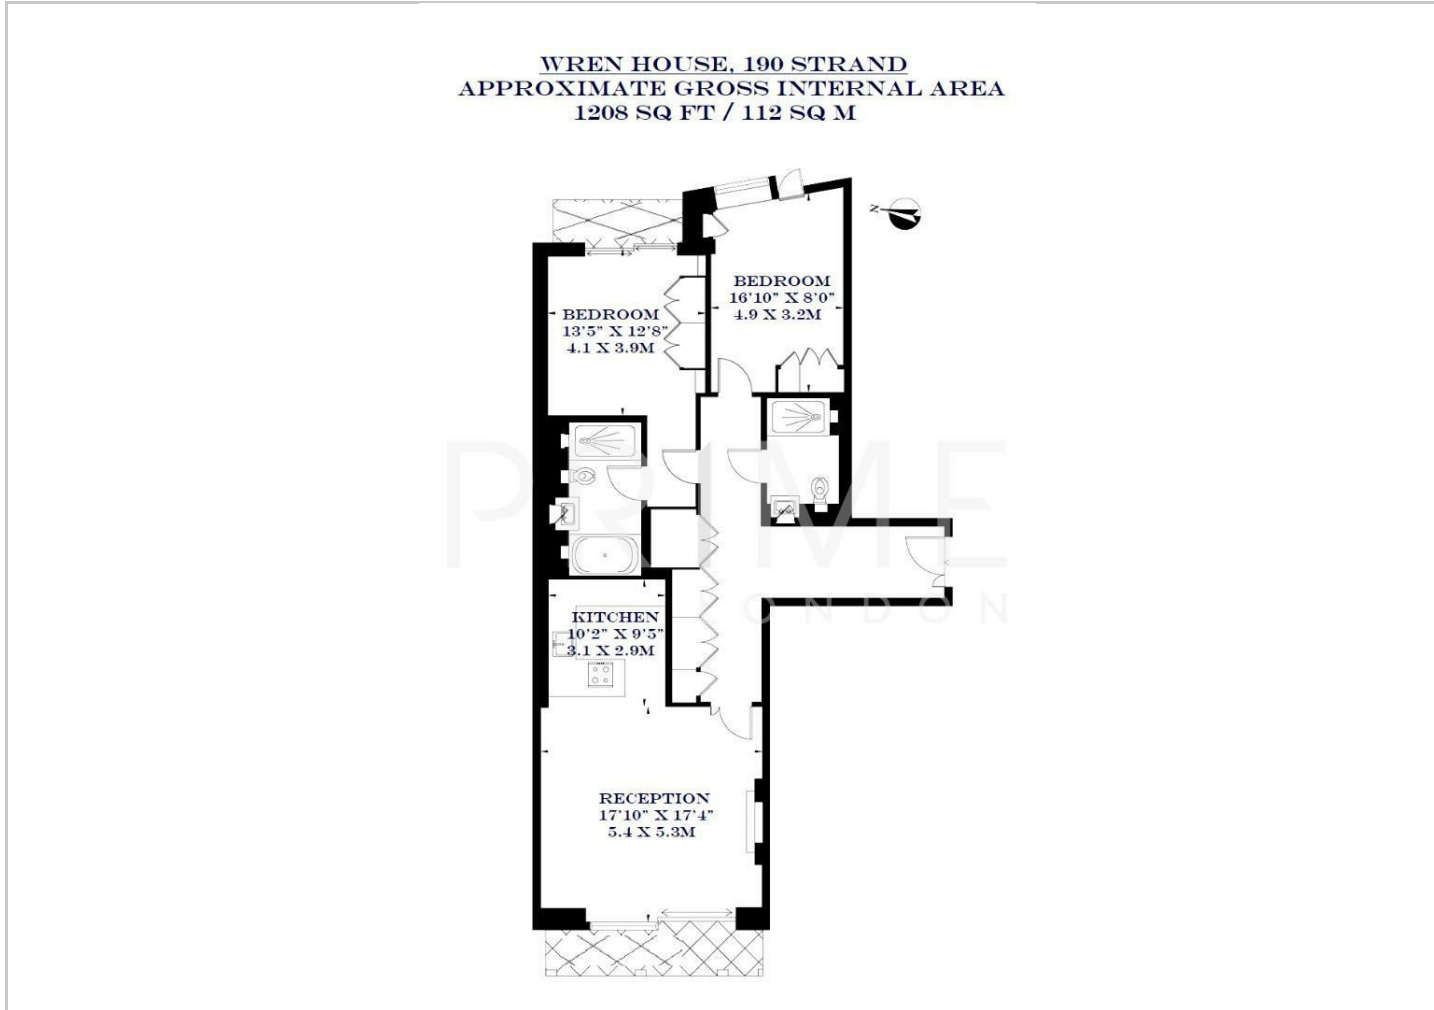 WREN HOUSE, 190 STRAND
APPROXIMATE GROSS INTERNAL AREA
1208 SQ FT / 112 SQ M
N
BEDROOM
16'10" X 8'0"
4.9 X 3.2M
BEDROOM
13'5" X 12'8"
4.1 X 3.9M
PRIME
LONDON
KITCHEN
10'2" X 9'5"
3.1 X 2.9M
RECEPTION
17'10" X 17'4"
5.4 X 5.3M